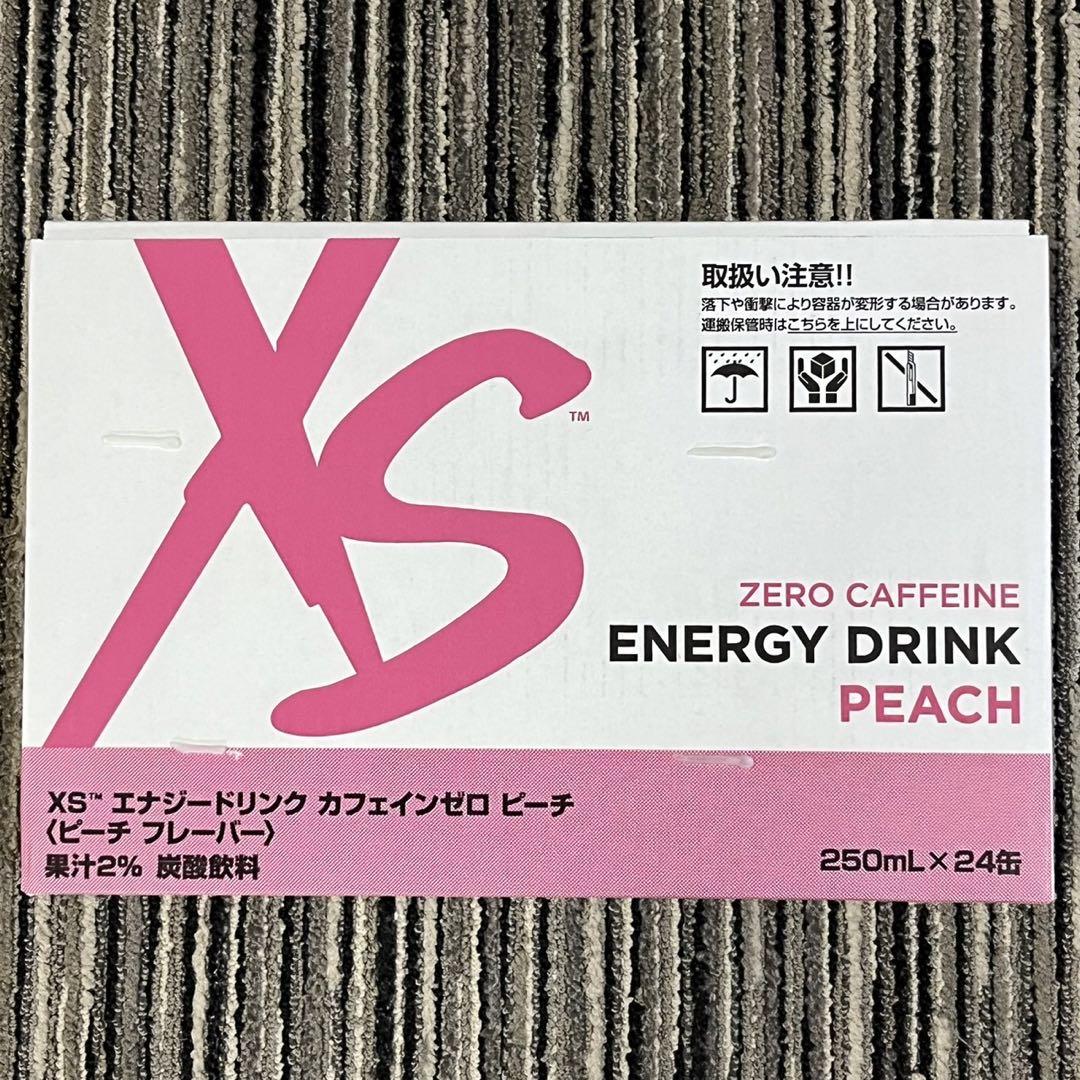 XS™
取扱い注意!!
落下や衝撃により容器が変形する場合があります。
運搬保管時はこちらを上にしてください。
ZERO CAFFEINE
ENERGY DRINK
PEACH
XS™ エナジードリンク カフェインゼロ ピーチ
〈ピーチ フレーバー〉
果汁2% 炭酸飲料
250mL×24缶